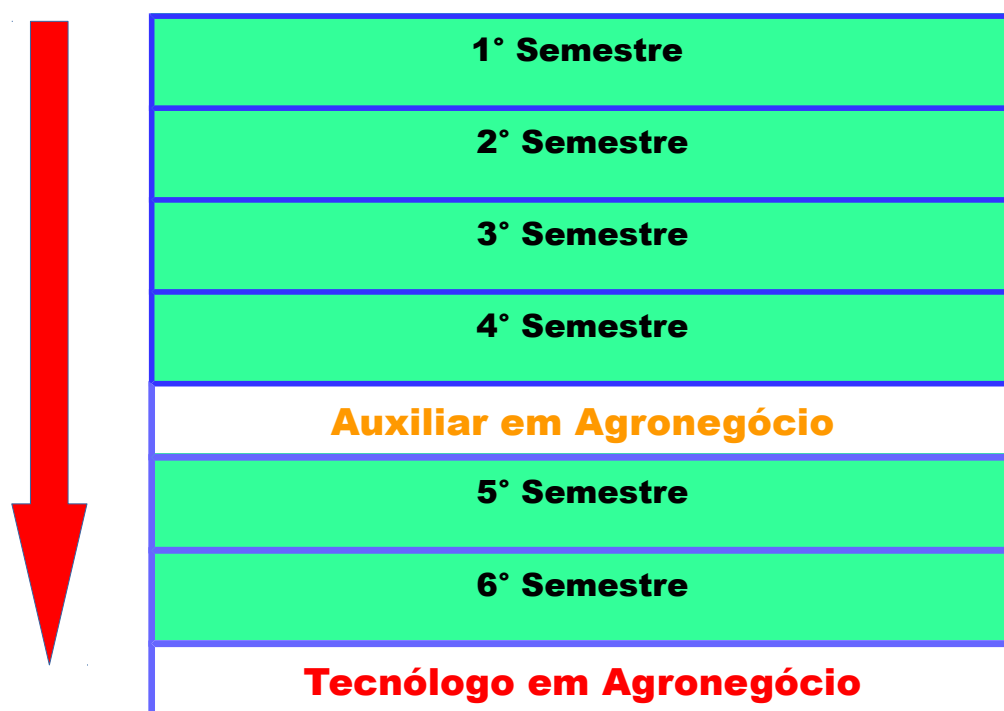 1° Semestre
2° Semestre
3° Semestre
4° Semestre
Auxiliar em Agronegócio
5° Semestre
6° Semestre
Tecnólogo em Agronegócio